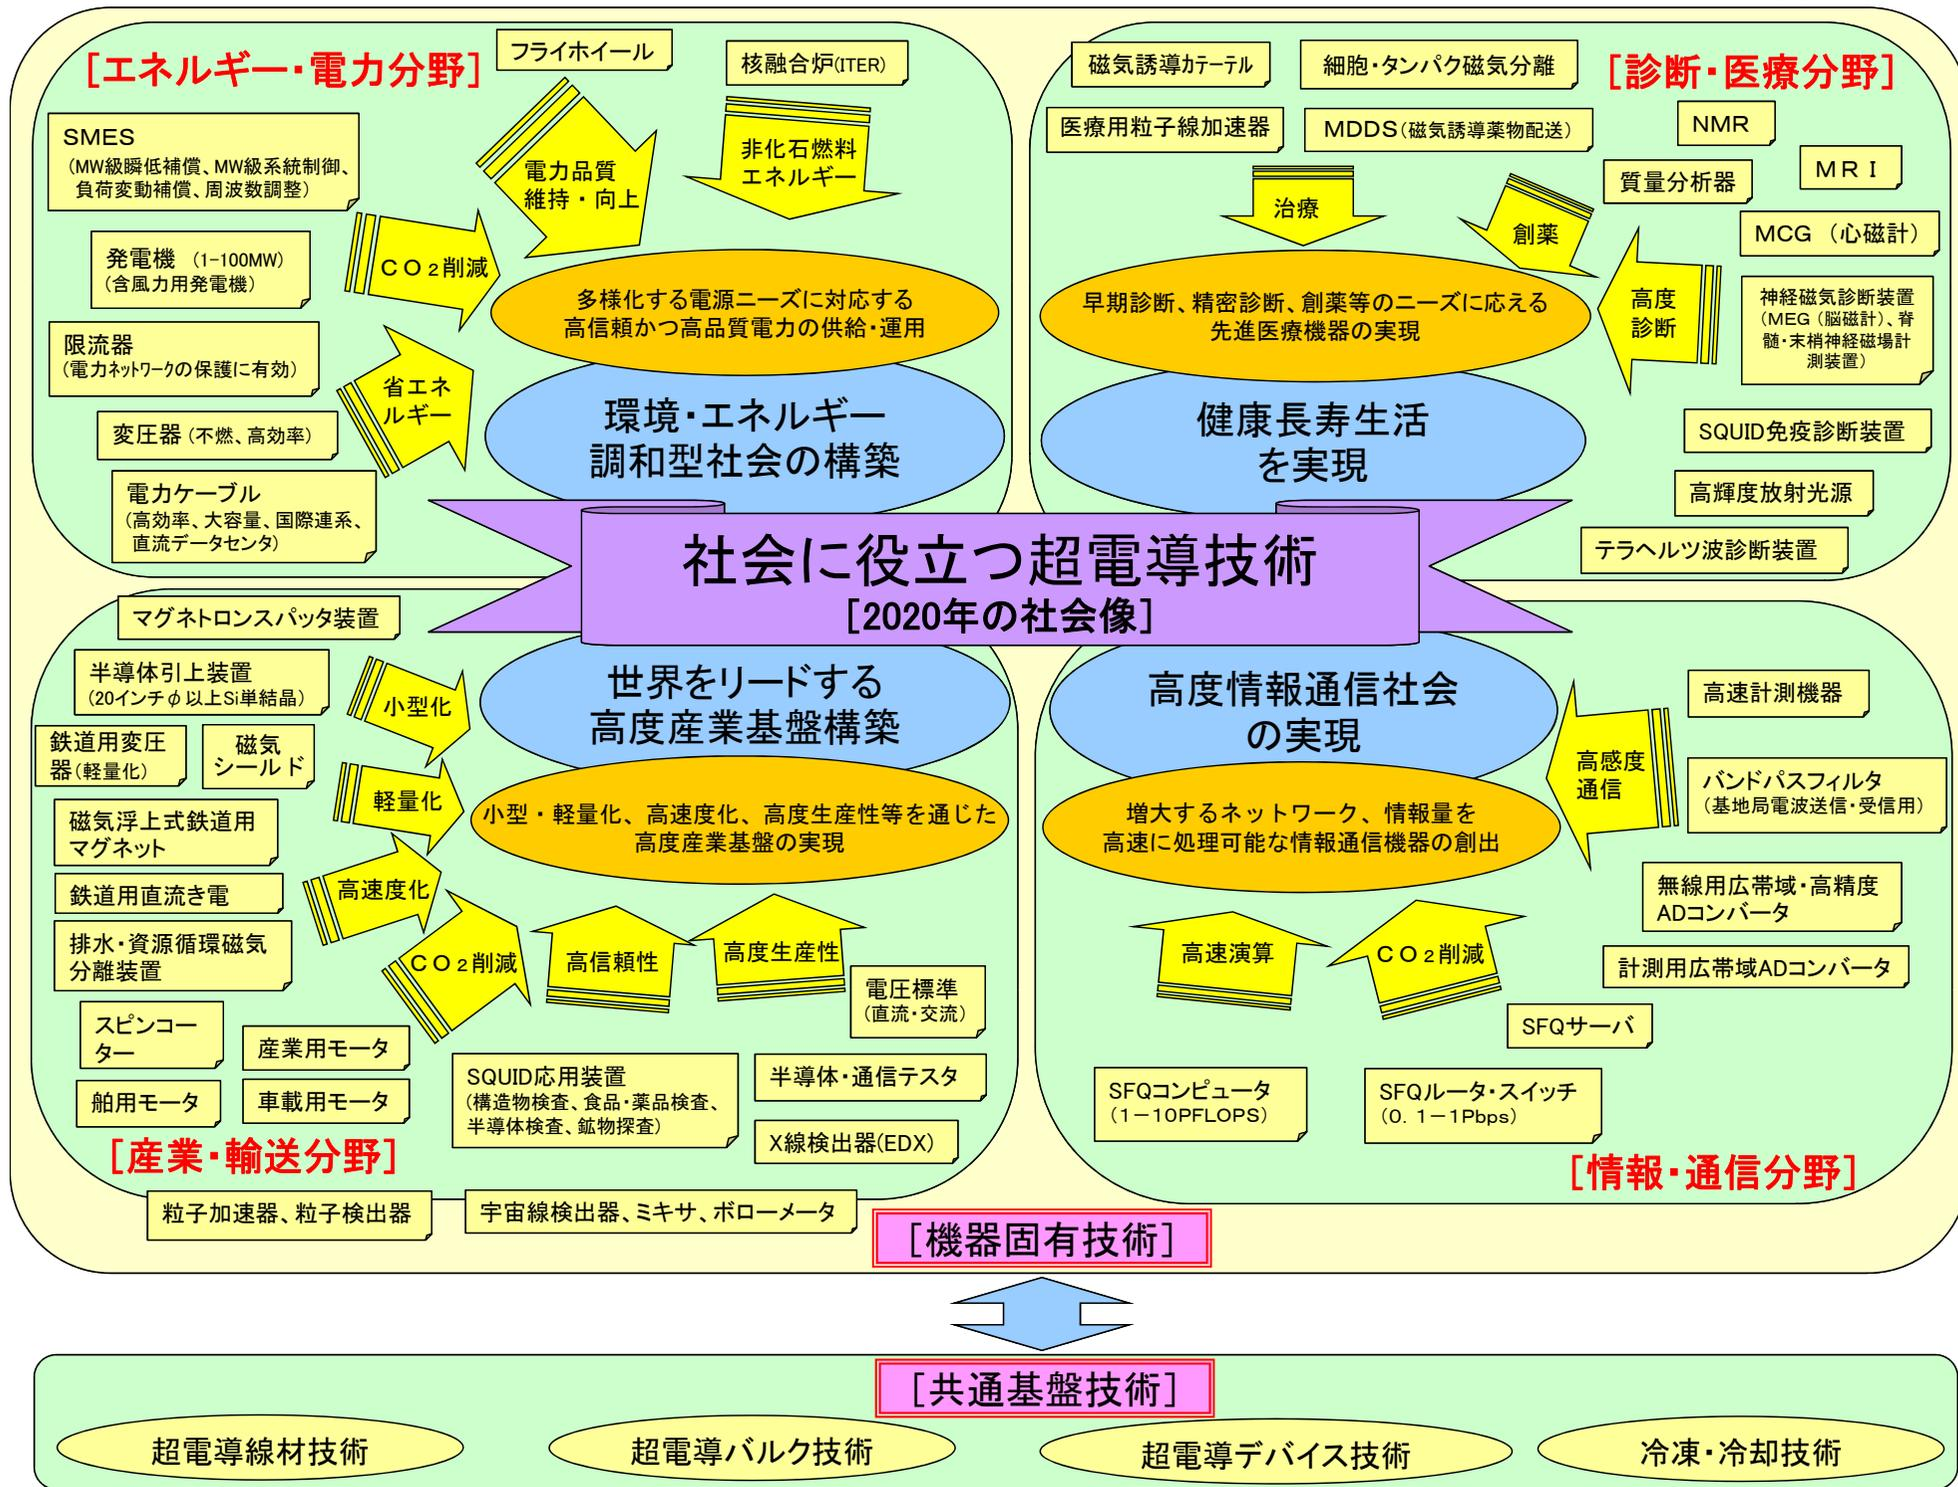 [エネルギー・電力分野]
フライホイール
核融合炉(ITER)
SMES
(MW級瞬低補償、MW級系統制御、
負荷変動補償、周波数調整)
電力品質
維持・向上
非化石燃料
エネルギー
発電機 (1-100MW)
(含風力用発電機)
CO2削減
限流器
(電力ネットワークの保護に有効)
省エネ
ルギー
変圧器(不燃、高効率)
電力ケーブル
(高効率、大容量、国際連系、
直流データセンタ)
多様化する電源ニーズに対応する
高信頼かつ高品質電力の供給・運用
環境・エネルギー
調和型社会の構築
磁気誘導カテーテル
細胞・タンパク磁気分離
[診断・医療分野]
医療用粒子線加速器
MDDS(磁気誘導薬物配送)
NMR
MRI
質量分析器
治療
創薬
MCG (心磁計)
高度
診断
神経磁気診断装置
(MEG(脳磁計)、脊
髄・末梢神経磁場計
測装置)
早期診断、精密診断、創薬等のニーズに応える
先進医療機器の実現
健康長寿生活
を実現
SQUID免疫診断装置
高輝度放射光源
テラヘルツ波診断装置
社会に役立つ超電導技術
[2020年の社会像]
マグネトロンスパッタ装置
半導体引上装置
(20インチφ以上Si単結晶)
小型化
鉄道用変圧
器(軽量化)
磁気
シールド
軽量化
磁気浮上式鉄道用
マグネット
高速度化
鉄道用直流き電
排水・資源循環磁気
分離装置
CO2削減
高信頼性
高度生産性
世界をリードする
高度産業基盤構築
小型・軽量化、高速度化、高度生産性等を通じた
高度産業基盤の実現
電圧標準
(直流・交流)
スピンコー
ター
産業用モータ
舶用モータ
車載用モータ
SQUID応用装置
(構造物検査、食品・薬品検査、
半導体検査、鉱物探査)
半導体・通信テスタ
X線検出器(EDX)
[産業・輸送分野]
粒子加速器、粒子検出器
宇宙線検出器、ミキサ、ボローメータ
高度情報通信社会
の実現
増大するネットワーク、情報量を
高速に処理可能な情報通信機器の創出
高速計測機器
高感度
通信
バンドパスフィルタ
(基地局電波送信・受信用)
無線用広帯域・高精度
ADコンバータ
計測用広帯域ADコンバータ
高速演算
CO2削減
SFQサーバ
SFQコンピュータ
(1-10PFLOPS)
SFQルータ・スイッチ
(0.1-1Pbps)
[情報・通信分野]
[機器固有技術]
[共通基盤技術]
超電導線材技術
超電導バルク技術
超電導デバイス技術
冷凍・冷却技術